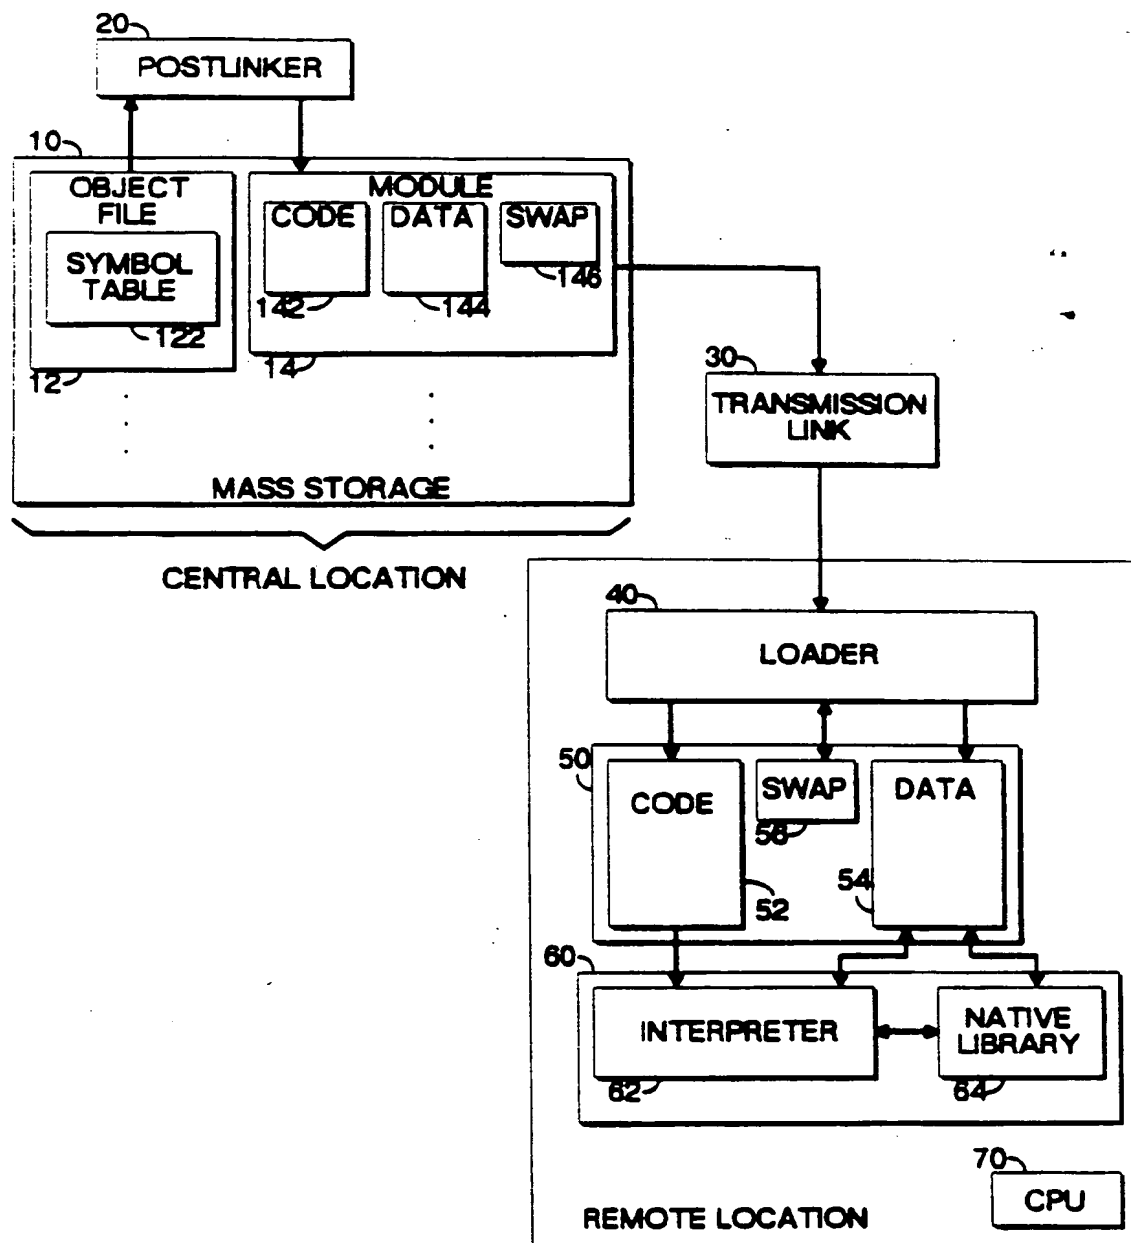 20
POSTLINKER
10
OBJECT
FILE
SYMBOL
TABLE
122
12
MODULE
CODE
DATA
SWAP
142
144
146
14
MASS STORAGE
CENTRAL LOCATION
30
TRANSMISSION
LINK
40
LOADER
50
CODE
SWAP
DATA
56
52
54
60
INTERPRETER
NATIVE
LIBRARY
62
64
70
CPU
REMOTE LOCATION